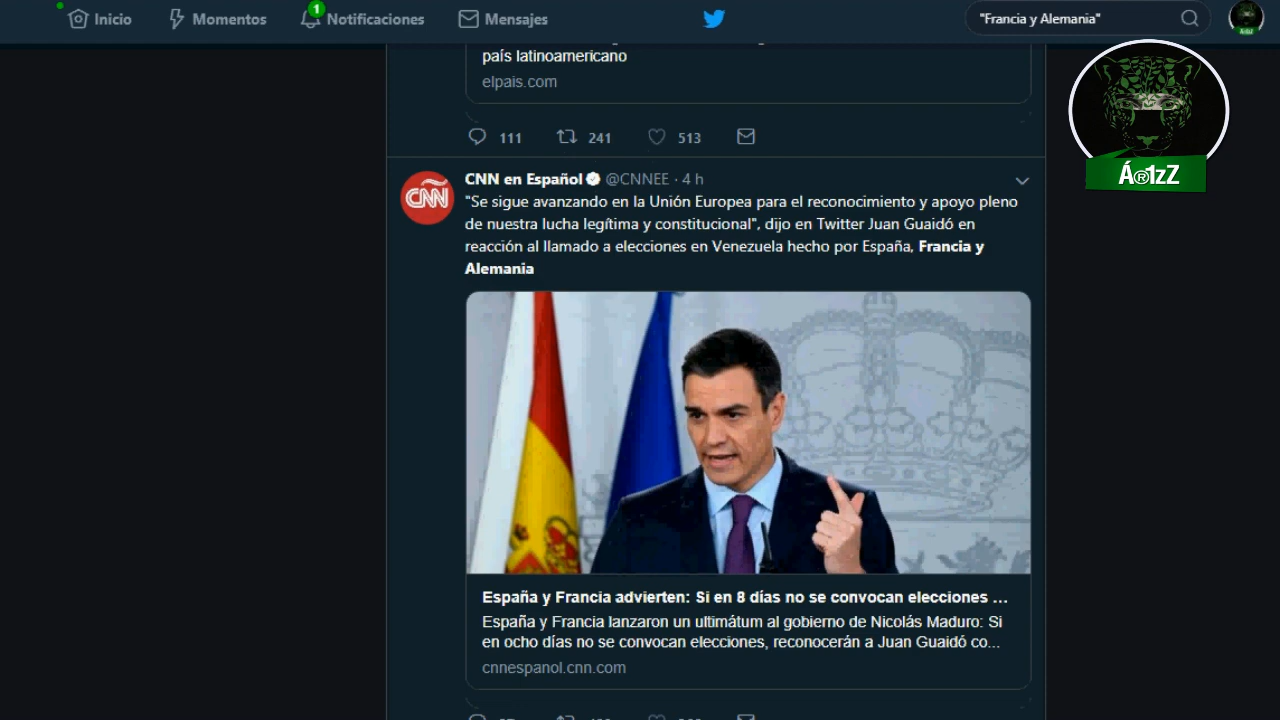 Inicio
Momentos
1
Notificaciones
Mensajes
"Francia y Alemania"
país latinoamericano
elpais.com
111
241
513
Á®1zZ
CNN en Español @CNNEE · 4 h
CNN
"Se sigue avanzando en la Unión Europea para el reconocimiento y apoyo pleno
de nuestra lucha legítima y constitucional", dijo en Twitter Juan Guaidó en
reacción al llamado a elecciones en Venezuela hecho por España, Francia y
Alemania
España y Francia advierten: Si en 8 días no se convocan elecciones ...
España y Francia lanzaron un ultimátum al gobierno de Nicolás Maduro: Si
en ocho días no se convocan elecciones, reconocerán a Juan Guaidó co...
cnnespanol.cnn.com